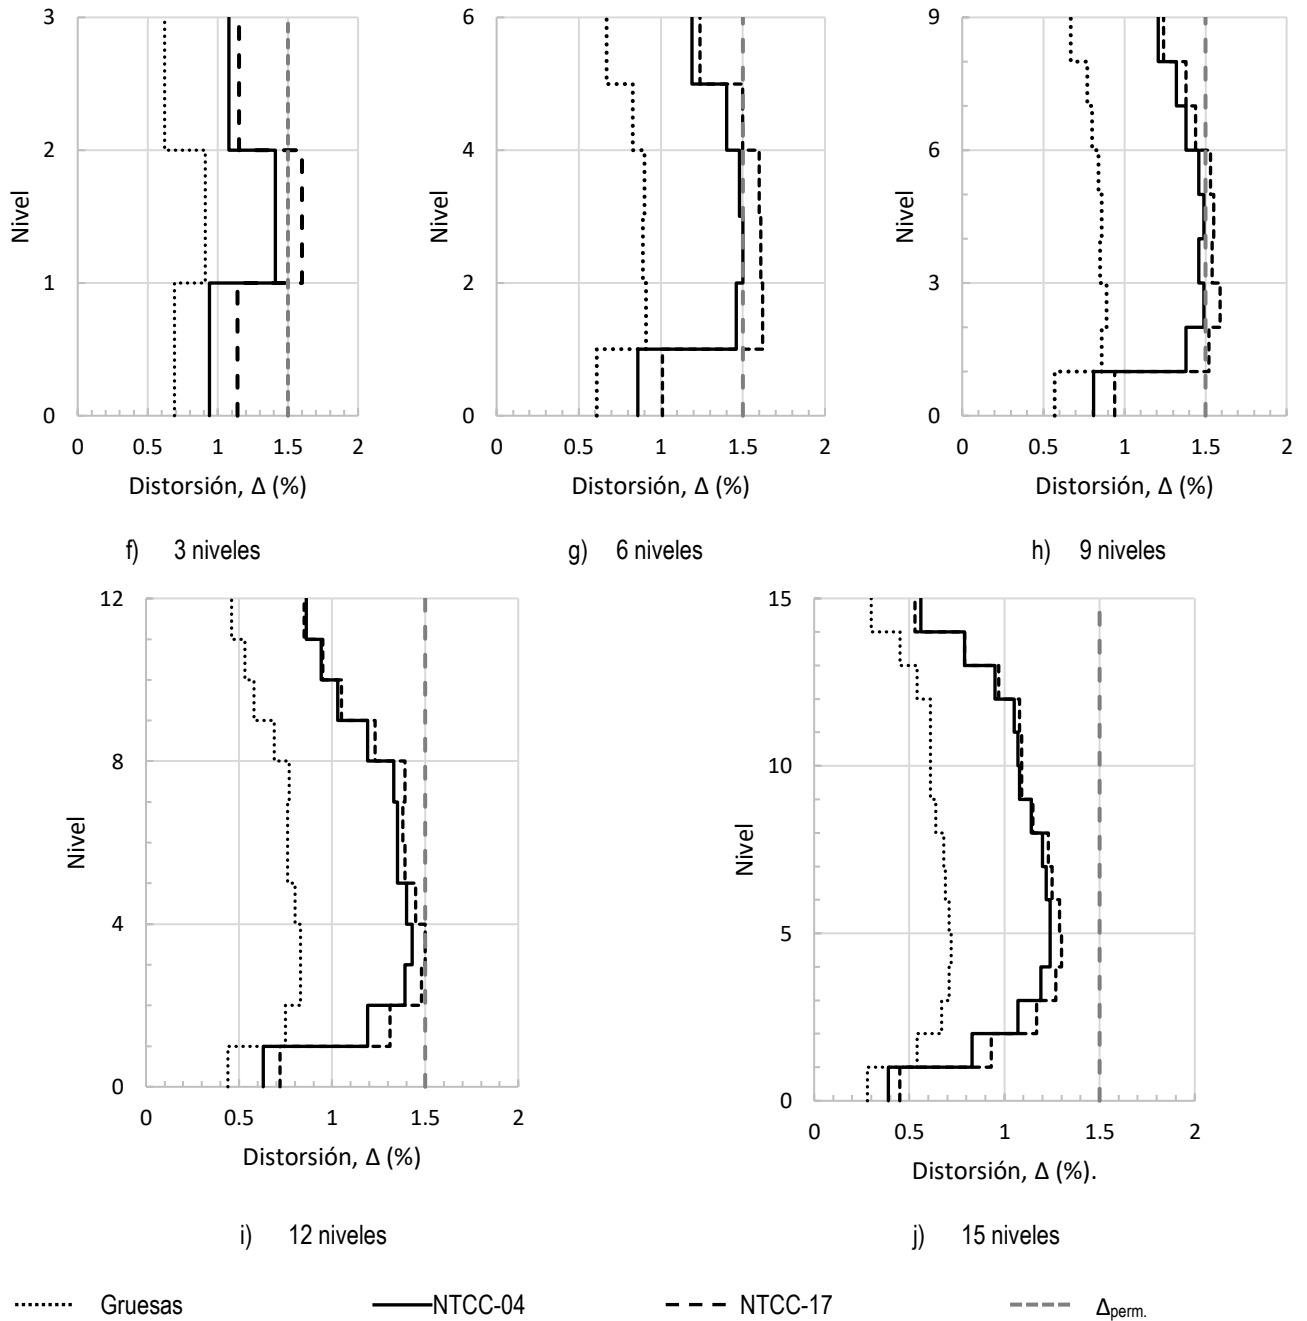 3
2
1
0
Nivel
0 0.5 1 1.5 2
Distorsión, Δ (%)
f) 3 niveles
6
4
2
0
Nivel
0 0.5 1 1.5 2
Distorsión, Δ (%)
g) 6 niveles
9
6
3
0
Nivel
0 0.5 1 1.5 2
Distorsión, Δ (%)
h) 9 niveles
12
8
4
0
Nivel
0 0.5 1 1.5 2
Distorsión, Δ (%)
i) 12 niveles
15
10
5
0
Nivel
0 0.5 1 1.5 2
Distorsión, Δ (%).
j) 15 niveles
Gruesas NTCC-04 NTCC-17 Δperm.